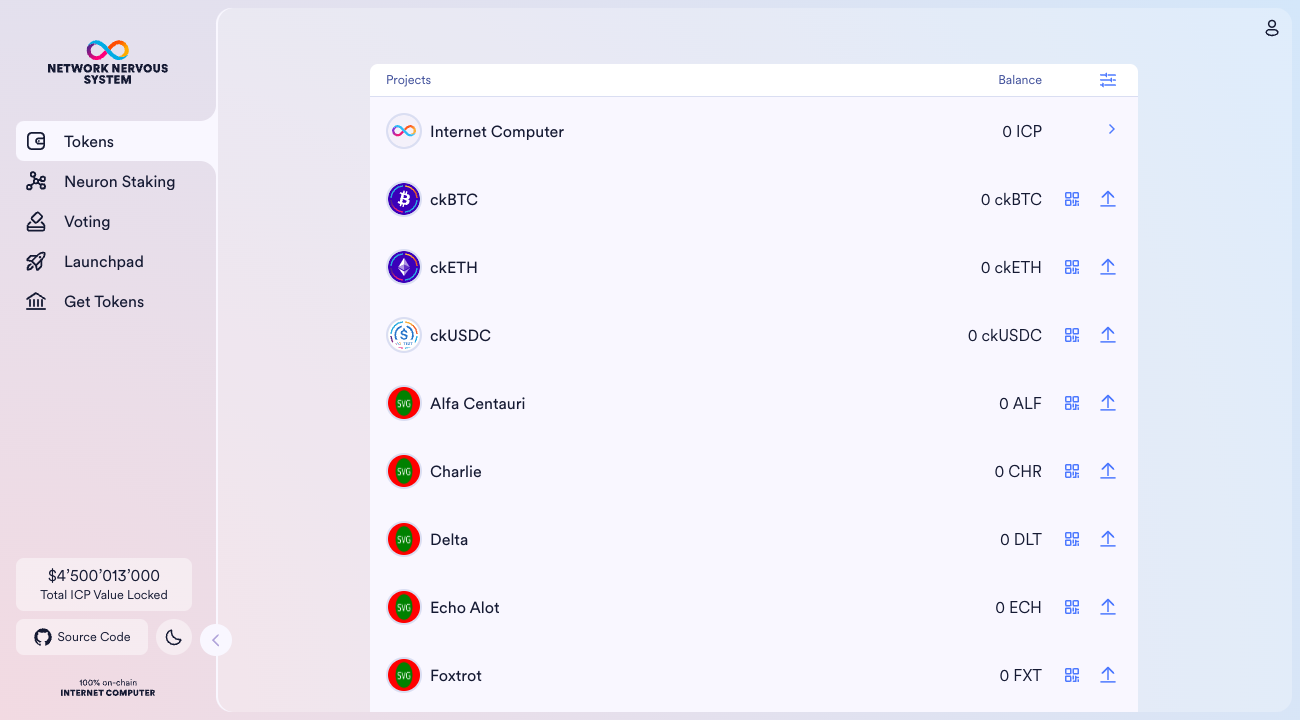 NETWORK NERVOUS
SYSTEM
Tokens
Neuron Staking
Voting
Launchpad
Get Tokens
$4’500’013’000
Total ICP Value Locked
Source Code
100% on-chain
INTERNET COMPUTER
Projects Balance
Internet Computer 0 ICP
ckBTC 0 ckBTC
ckETH 0 ckETH
ckUSDC 0 ckUSDC
SVG Alfa Centauri 0 ALF
SVG Charlie 0 CHR
SVG Delta 0 DLT
SVG Echo Alot 0 ECH
SVG Foxtrot 0 FXT